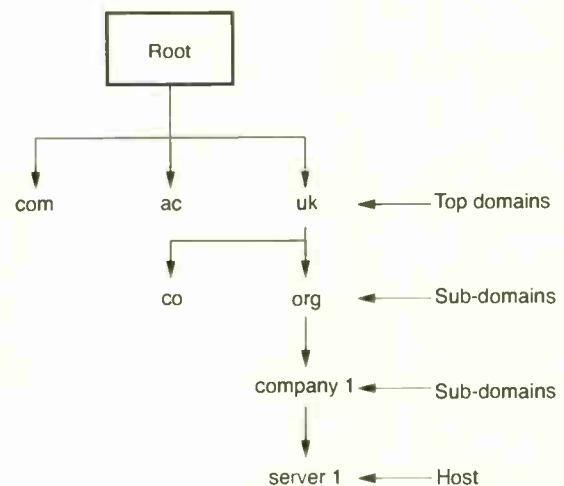 Root
com ac uk Top domains
co org Sub-domains
company 1 Sub-domains
server 1 Host